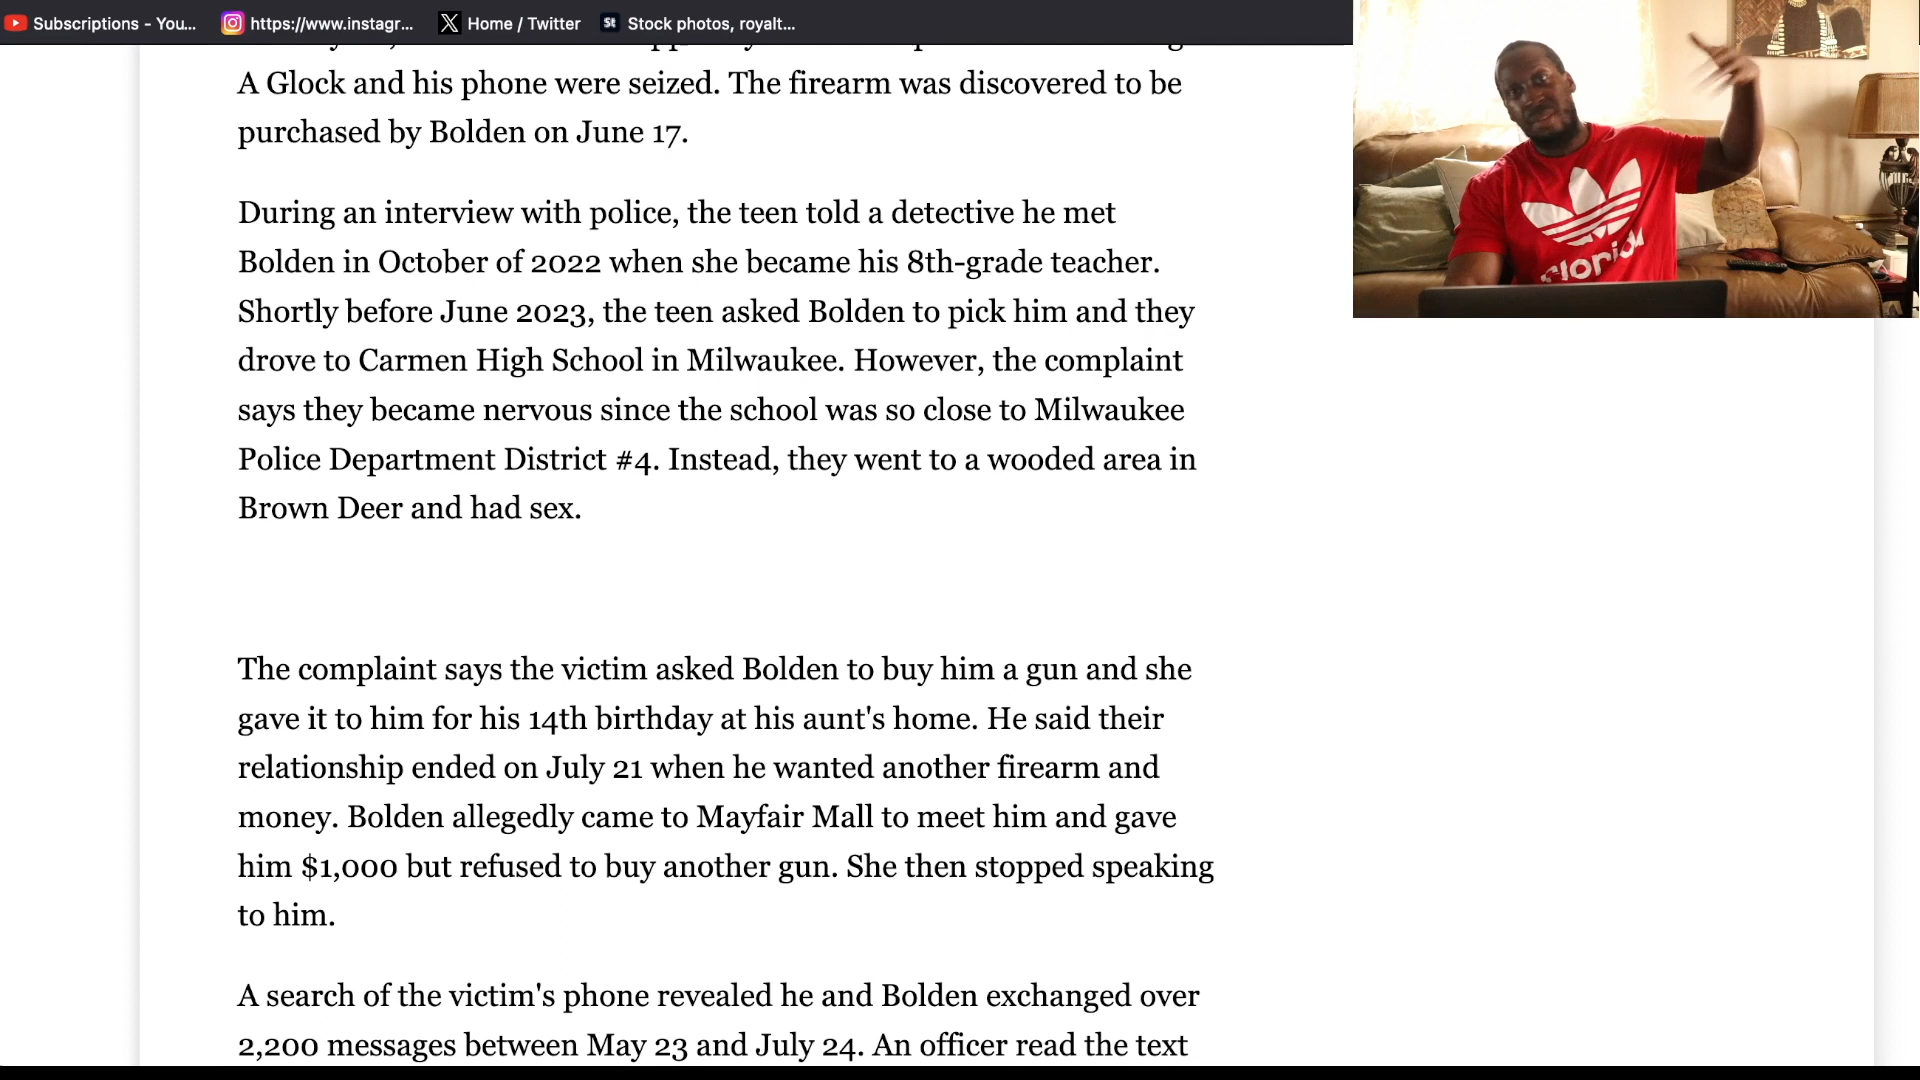 Subscriptions - You...
https://www.instagr...
Home / Twitter
St
Stock photos, royalt...
A Glock and his phone were seized. The firearm was discovered to be
purchased by Bolden on June 17.
During an interview with police, the teen told a detective he met
Bolden in October of 2022 when she became his 8th-grade teacher.
Shortly before June 2023, the teen asked Bolden to pick him and they
drove to Carmen High School in Milwaukee. However, the complaint
says they became nervous since the school was so close to Milwaukee
Police Department District #4. Instead, they went to a wooded area in
Brown Deer and had sex.
The complaint says the victim asked Bolden to buy him a gun and she
gave it to him for his 14th birthday at his aunt's home. He said their
relationship ended on July 21 when he wanted another firearm and
money. Bolden allegedly came to Mayfair Mall to meet him and gave
him $1,000 but refused to buy another gun. She then stopped speaking
to him.
A search of the victim's phone revealed he and Bolden exchanged over
2,200 messages between May 23 and July 24. An officer read the text